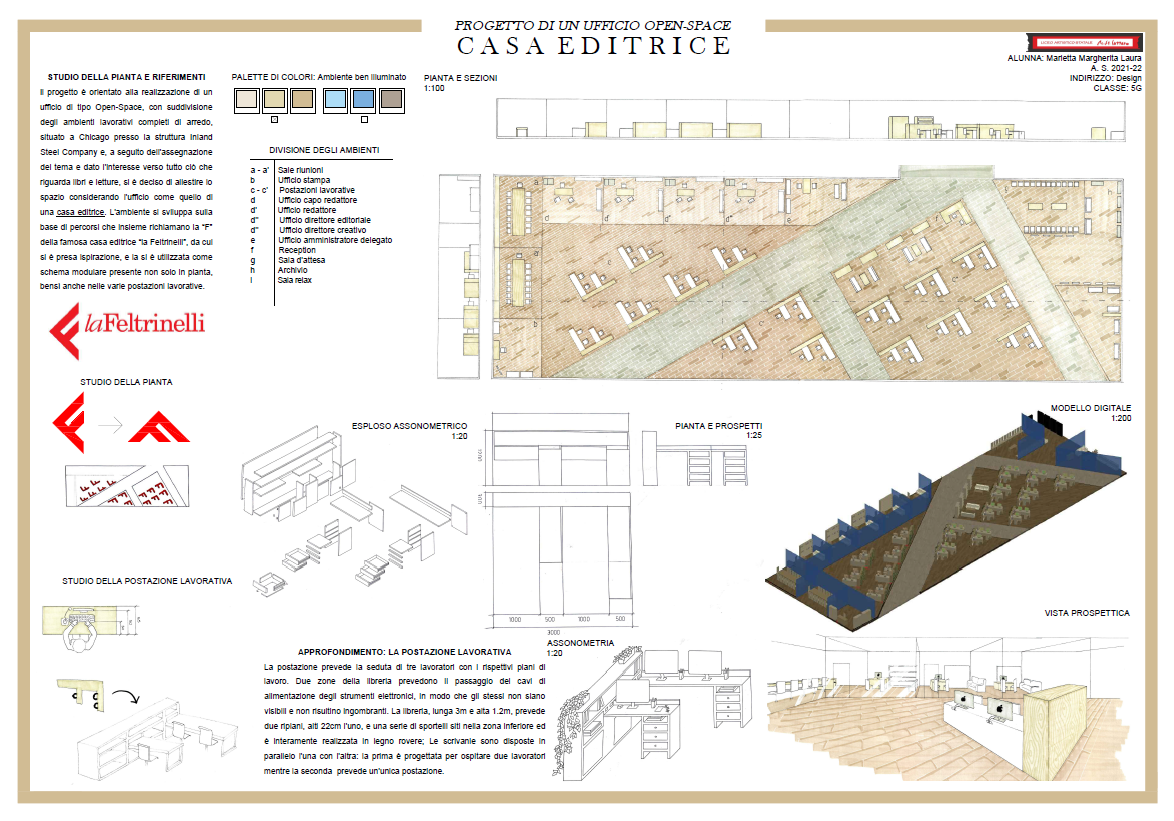 PROGETTO DI UN UFFICIO OPEN-SPACE
CASA EDITRICE
LICEO ARTISTICO STATALE
ALUNNA: Marietta Margherita Laura
A. S. 2021-22
INDIRIZZO: Design
CLASSE: 5G
STUDIO DELLA PIANTA E RIFERIMENTI
Il progetto è orientato alla realizzazione di un
ufficio di tipo Open-Space, con suddivisione
degli ambienti lavorativi completi di arredo,
situato a Chicago presso la struttura Inland
Steel Company e, a seguito dell'assegnazione
del tema e dato l'interesse verso tutto ciò che
riguarda libri e letture, si è deciso di allestire lo
spazio considerando l'ufficio come quello di
una casa editrice. L'ambiente si sviluppa sulla
base di percorsi che insieme richiamano la "F"
della famosa casa editrice "la Feltrinelli", da cui
si è presa ispirazione, e la si è utilizzata come
schema modulare presente non solo in pianta,
bensì anche nelle varie postazioni lavorative.
laFeltrinelli
STUDIO DELLA PIANTA
STUDIO DELLA POSTAZIONE LAVORATIVA
PALETTE DI COLORI: Ambiente ben illuminato
DIVISIONE DEGLI AMBIENTI
a - a' Sale riunioni
b Ufficio stampa
c - c' Postazioni lavorative
d Ufficio capo redattore
d' Ufficio redattore
d'' Ufficio direttore editoriale
d'' Ufficio direttore creativo
e Ufficio amministratore delegato
f Reception
g Sala d'attesa
h Archivio
i Sala relax
PIANTA E SEZIONI
1:100
ESPLOSO ASSONOMETRICO
1:20
PIANTA E PROSPETTI
1:25
1000 500 1000 500
3000
MODELLO DIGITALE
1:200
VISTA PROSPETTICA
ASSONOMETRIA
1:20
APPROFONDIMENTO: LA POSTAZIONE LAVORATIVA
La postazione prevede la seduta di tre lavoratori con i rispettivi piani di
lavoro. Due zone della libreria prevedono il passaggio dei cavi di
alimentazione degli strumenti elettronici, in modo che gli stessi non siano
visibili e non risultino ingombranti. La libreria, lunga 3m e alta 1.2m, prevede
due ripiani, alti 22cm l'uno, e una serie di sportelli siti nella zona inferiore ed
è interamente realizzata in legno rovere; Le scrivanie sono disposte in
parallelo l'una con l'altra: la prima è progettata per ospitare due lavoratori
mentre la seconda prevede un'unica postazione.